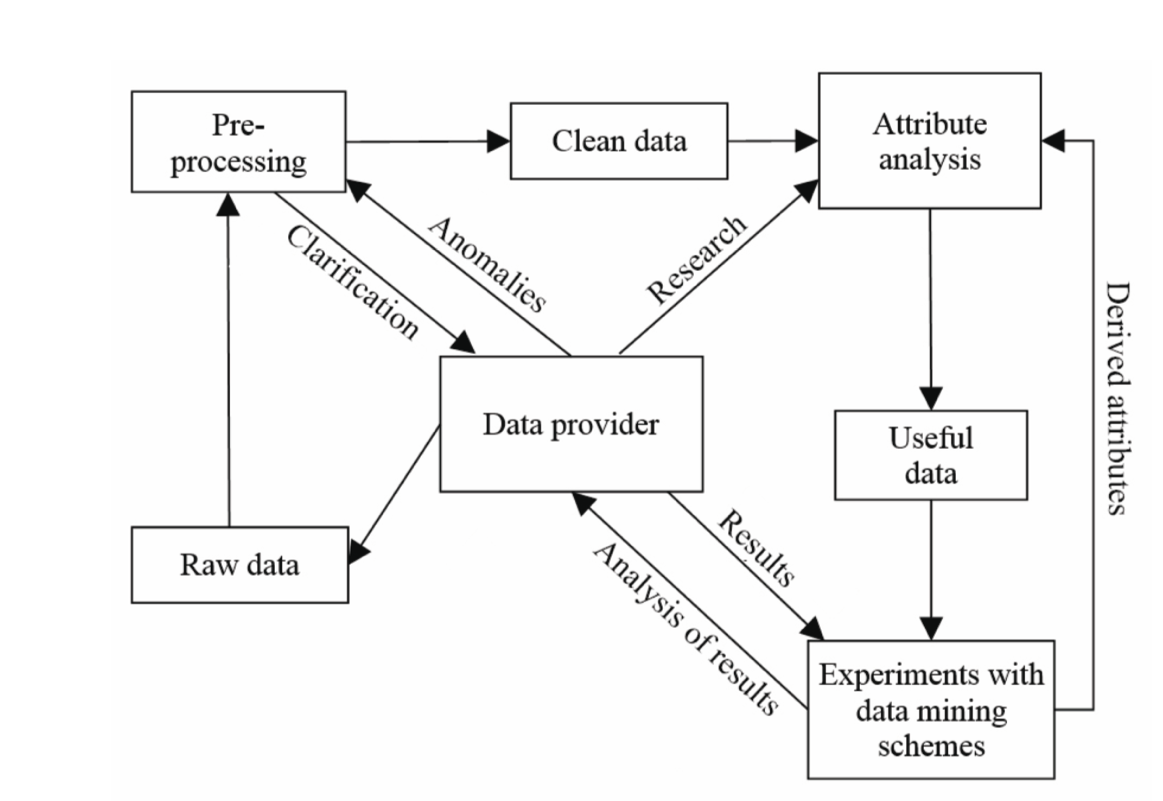 Pre-
processing
Clean data
Attribute
analysis
Clarification
Anomalies
Research
Derived attributes
Data provider
Useful
data
Raw data
Results
Analysis of results
Experiments with
data mining
schemes